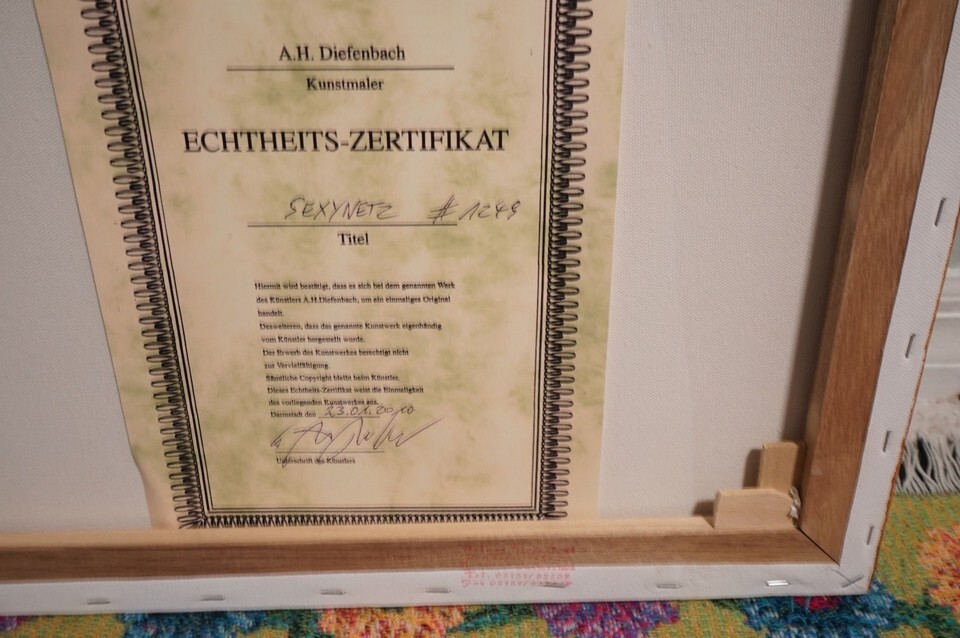 A.H. Diefenbach
Kunstmaler
ECHTHEITS-ZERTIFIKAT
SEXYNETZ #1249
Titel
Hiermit wird bestätigt, dass es sich bei dem genannten Werk
des Künstlers A.H.Diefenbach, um ein einmaliges Original
handelt.
Desweiteren, dass das genannte Kunstwerk eigenhändig
vom Künstler hergestellt wurde.
Der Erwerb des Kunstwerkes berechtigt nicht
zur Vervielfältigung.
Sämtliche Copyright bleibt beim Künstler.
Dieses Echtheits-Zertifikat weist die Einmaligkeit
des vorliegenden Kunstwerkes aus.
Darmstadt den 23.01.2010
Unterschrift des Künstlers